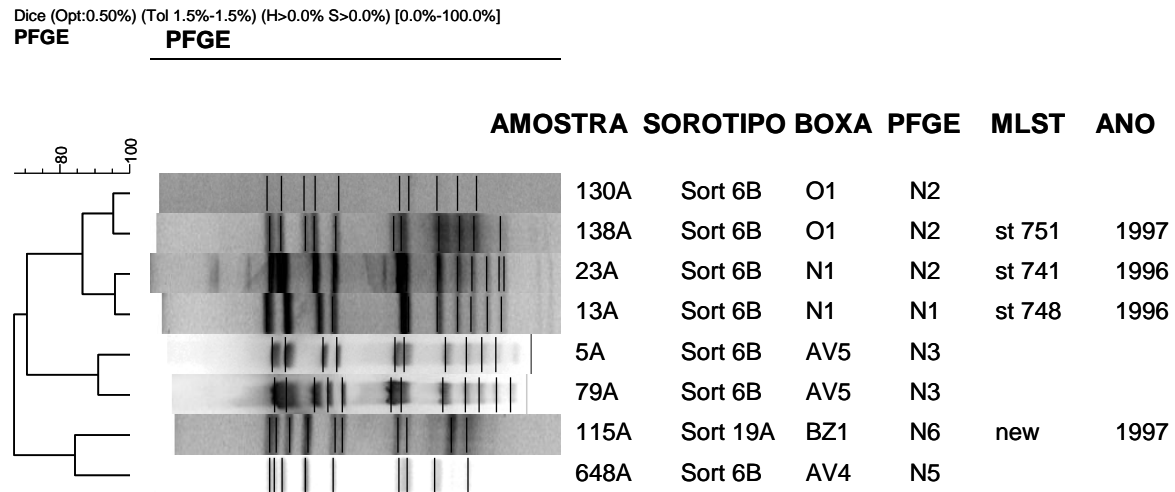 Dice (Opt:0.50%) (Tol 1.5%-1.5%) (H>0.0% S>0.0%) [0.0%-100.0%]
PFGE PFGE
AMOSTRA SOROTIPO BOXA PFGE MLST ANO
80 100
130A Sort 6B O1 N2
138A Sort 6B O1 N2 st 751 1997
23A Sort 6B N1 N2 st 741 1996
13A Sort 6B N1 N1 st 748 1996
5A Sort 6B AV5 N3
79A Sort 6B AV5 N3
115A Sort 19A BZ1 N6 new 1997
648A Sort 6B AV4 N5